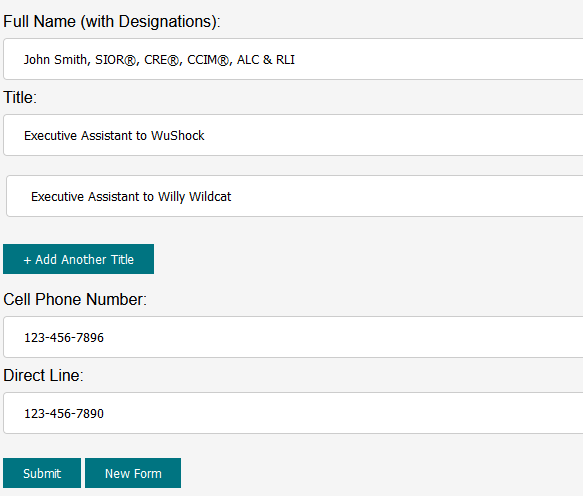 Full Name (with Designations):
John Smith, SIOR®, CRE®, CCIM®, ALC & RLI
Title:
Executive Assistant to WuShock
Executive Assistant to Willy Wildcat
+ Add Another Title
Cell Phone Number:
123-456-7896
Direct Line:
123-456-7890
Submit New Form